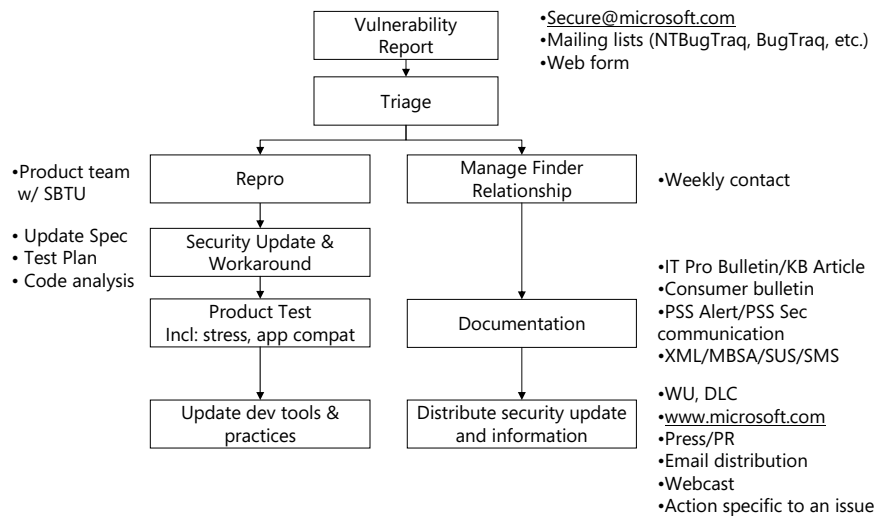 Vulnerability
Report
•Secure@microsoft.com
•Mailing lists (NTBugTraq, BugTraq, etc.)
•Web form
Triage
•Product team
w/ SBTU
Repro
Manage Finder
Relationship
•Weekly contact
• Update Spec
• Test Plan
• Code analysis
Security Update &
Workaround
Product Test
Incl: stress, app compat
Documentation
•IT Pro Bulletin/KB Article
•Consumer bulletin
•PSS Alert/PSS Sec
communication
•XML/MBSA/SUS/SMS
Update dev tools &
practices
Distribute security update
and information
•WU, DLC
•www.microsoft.com
•Press/PR
•Email distribution
•Webcast
•Action specific to an issue